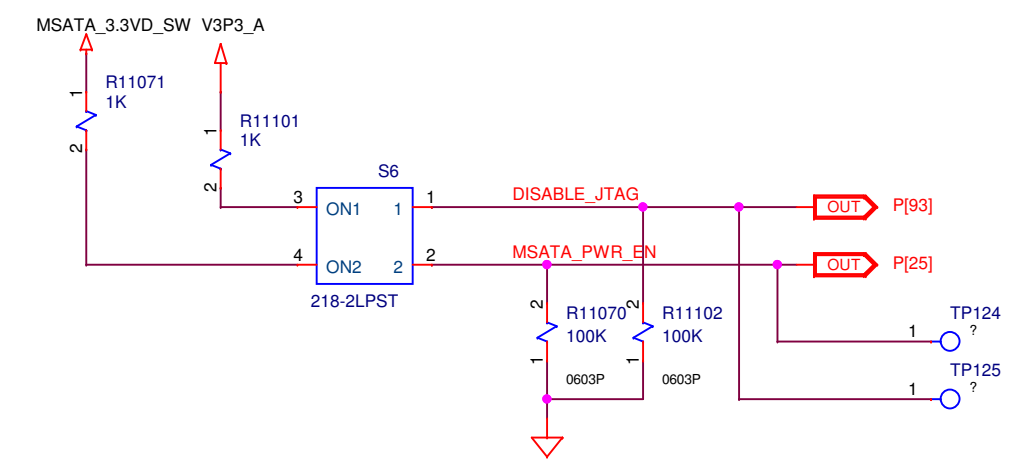 MSATA_3.3VD_SW V3P3_A
1
R11071
1K
2
1
R11101
1K
2
S6
3
ON1
1
1
DISABLE_JTAG
OUT
P[93]
4
ON2
2
2
MSATA_PWR_EN
OUT
P[25]
218-2LPST
2
R11070
100K
1
0603P
2
R11102
100K
1
0603P
TP124
?
1
TP125
?
1